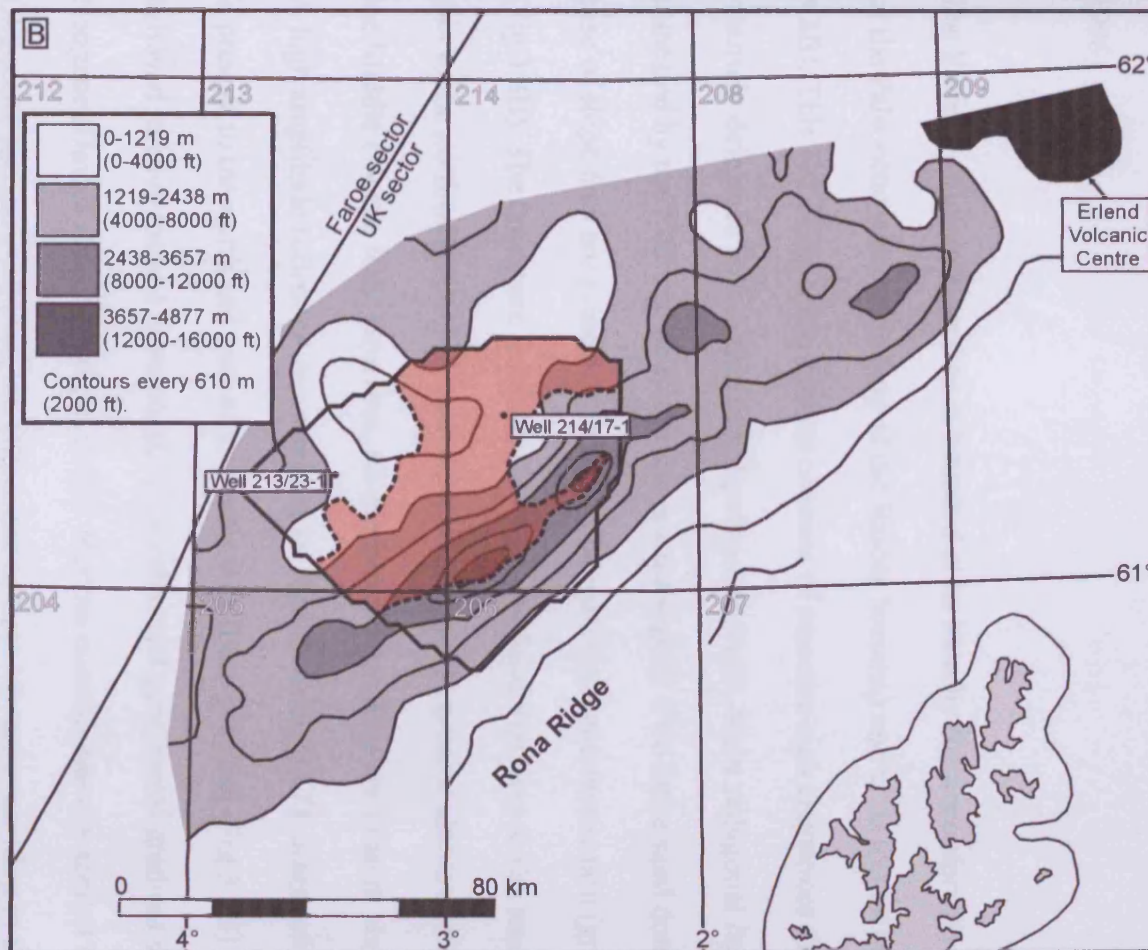 B
62°
212
213
214
208
209
0-1219 m
(0-4000 ft)
1219-2438 m
(4000-8000 ft)
2438-3657 m
(8000-12000 ft)
3657-4877 m
(12000-16000 ft)
Contours every 610 m
(2000 ft).
Faroe sector
UK sector
Erlend
Volcanic
Centre
Well 214/17-1
Well 213/23-1
61°
204
205
206
207
Rona Ridge
0
80 km
4°
3°
2°